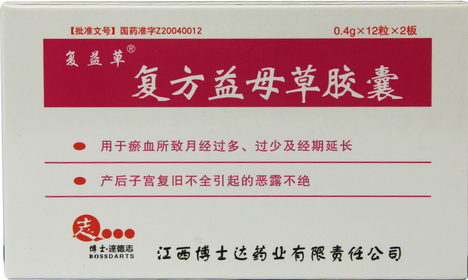 【批准文号】国药准字Z20040012
0.4g×12粒×2板
复益草®
复方益母草胶囊
用于瘀血所致月经过多、过少及经期延长
产后子宫复旧不全引起的恶露不绝
志
博士·達德志
BOSSDARTS
江西博士达药业有限责任公司